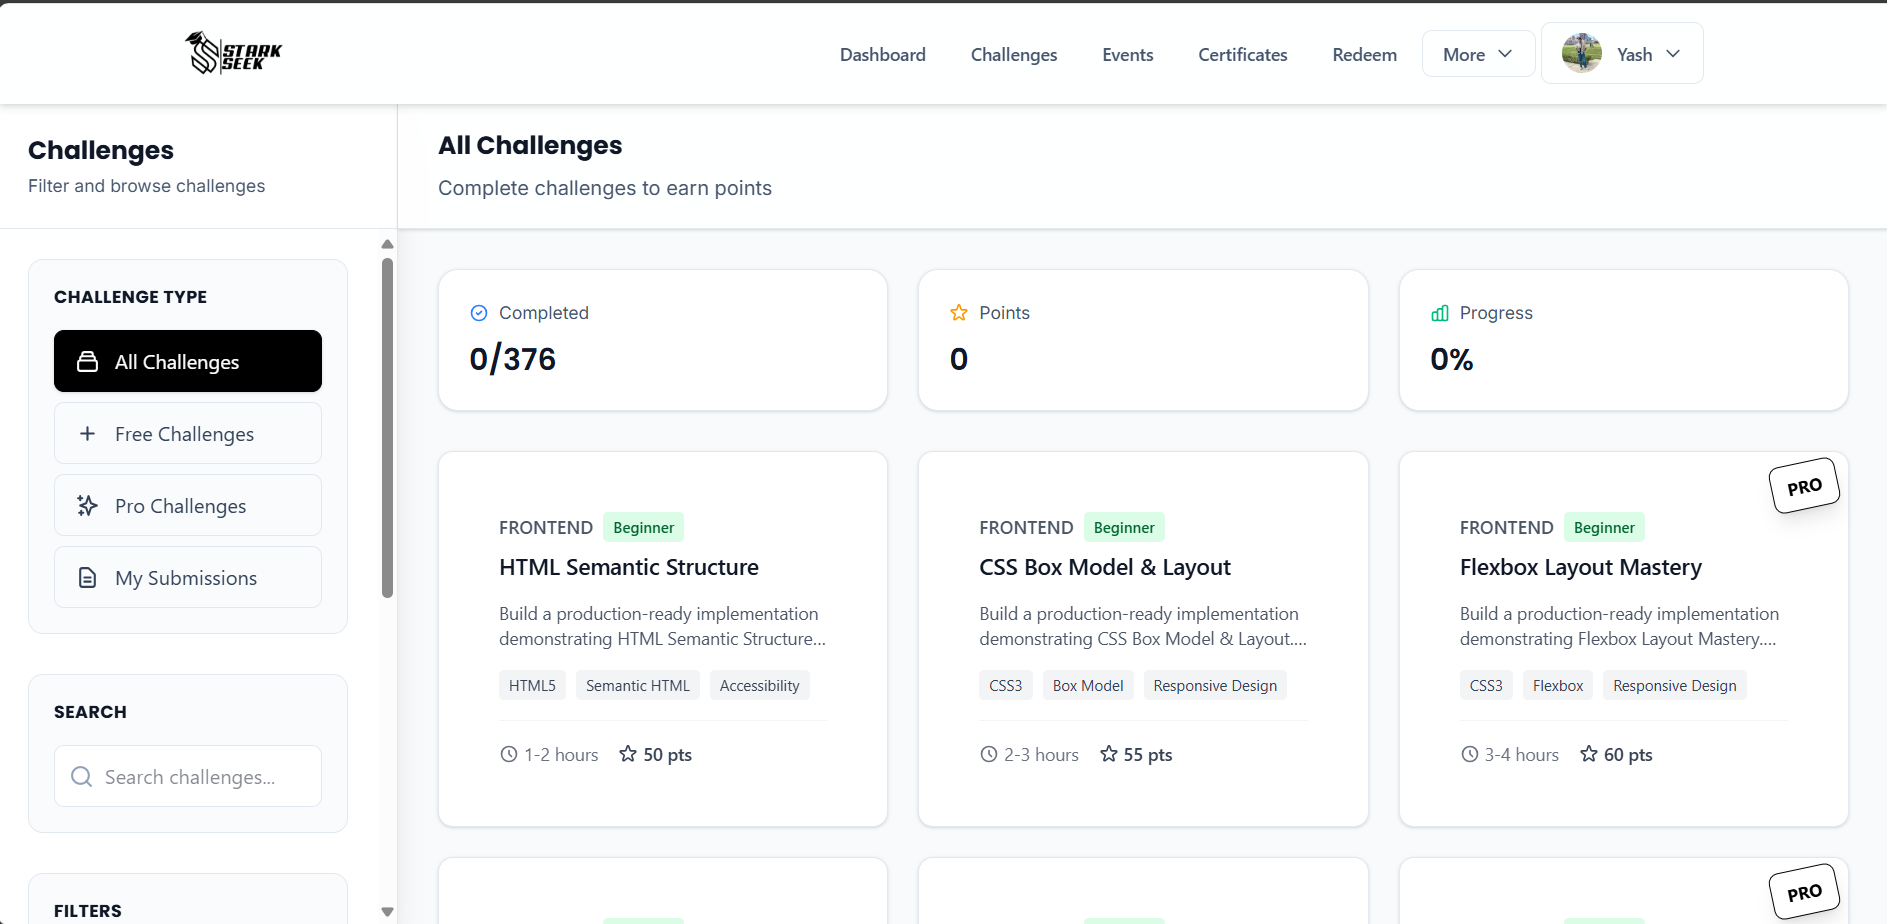 STARK
SEEK
Dashboard
Challenges
Events
Certificates
Redeem
More
Yash
Challenges
Filter and browse challenges
CHALLENGE TYPE
All Challenges
Free Challenges
Pro Challenges
My Submissions
SEARCH
Search challenges...
FILTERS
All Challenges
Complete challenges to earn points
Completed
0/376
Points
0
Progress
0%
FRONTEND Beginner
HTML Semantic Structure
Build a production-ready implementation
demonstrating HTML Semantic Structure...
HTML5 Semantic HTML Accessibility
1-2 hours 50 pts
FRONTEND Beginner
CSS Box Model & Layout
Build a production-ready implementation
demonstrating CSS Box Model & Layout....
CSS3 Box Model Responsive Design
2-3 hours 55 pts
PRO
FRONTEND Beginner
Flexbox Layout Mastery
Build a production-ready implementation
demonstrating Flexbox Layout Mastery....
CSS3 Flexbox Responsive Design
3-4 hours 60 pts
PRO